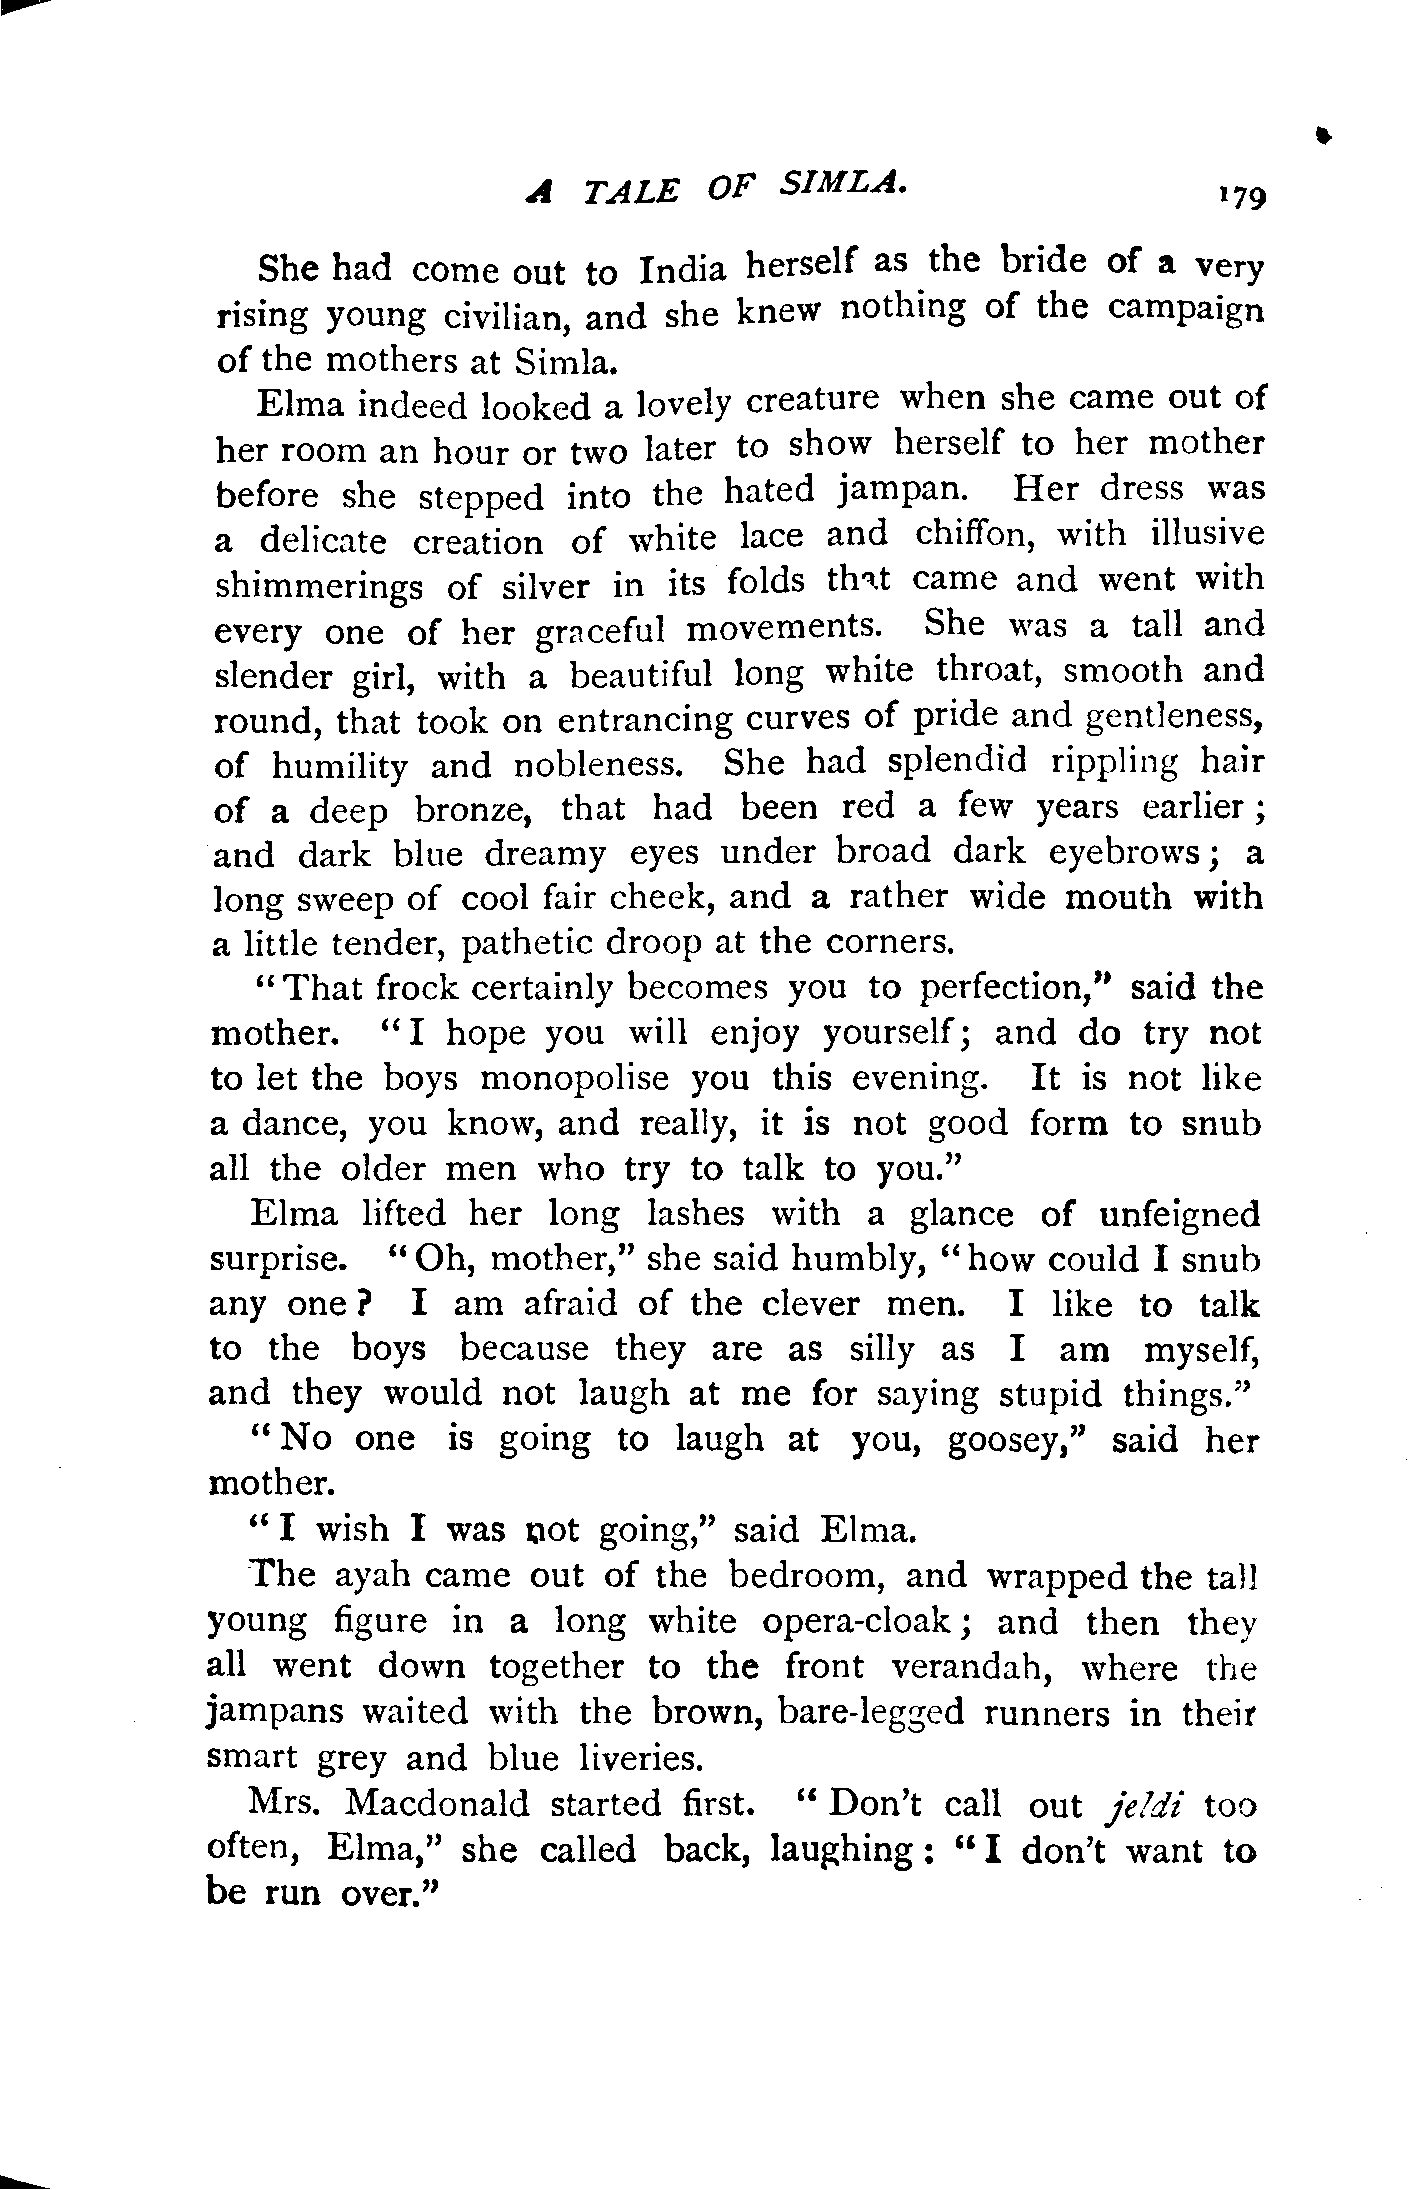 A TALE OF SIMLA. 179
She had come out to India herself as the bride of a very
rising young civilian, and she knew nothing of the campaign
of the mothers at Simla.
Elma indeed looked a lovely creature when she came out of
her room an hour or two later to show herself to her mother
before she stepped into the hated jampan. Her dress was
a delicate creation of white lace and chiffon, with illusive
shimmerings of silver in its folds that came and went with
every one of her graceful movements. She was a tall and
slender girl, with a beautiful long white throat, smooth and
round, that took on entrancing curves of pride and gentleness,
of humility and nobleness. She had splendid rippling hair
of a deep bronze, that had been red a few years earlier ;
and dark blue dreamy eyes under broad dark eyebrows ; a
long sweep of cool fair cheek, and a rather wide mouth with
a little tender, pathetic droop at the corners.
“ That frock certainly becomes you to perfection,” said the
mother. “ I hope you will enjoy yourself ; and do try not
to let the boys monopolise you this evening. It is not like
a dance, you know, and really, it is not good form to snub
all the older men who try to talk to you.”
Elma lifted her long lashes with a glance of unfeigned
surprise. “ Oh, mother,” she said humbly, “ how could I snub
any one ? I am afraid of the clever men. I like to talk
to the boys because they are as silly as I am myself,
and they would not laugh at me for saying stupid things.”
“ No one is going to laugh at you, goosey,” said her
mother.
“ I wish I was not going,” said Elma.
The ayah came out of the bedroom, and wrapped the tall
young figure in a long white opera-cloak ; and then they
all went down together to the front verandah, where the
jampans waited with the brown, bare-legged runners in their
smart grey and blue liveries.
Mrs. Macdonald started first. “ Don't call out jeldi too
often, Elma,” she called back, laughing : “ I don't want to
be run over.”